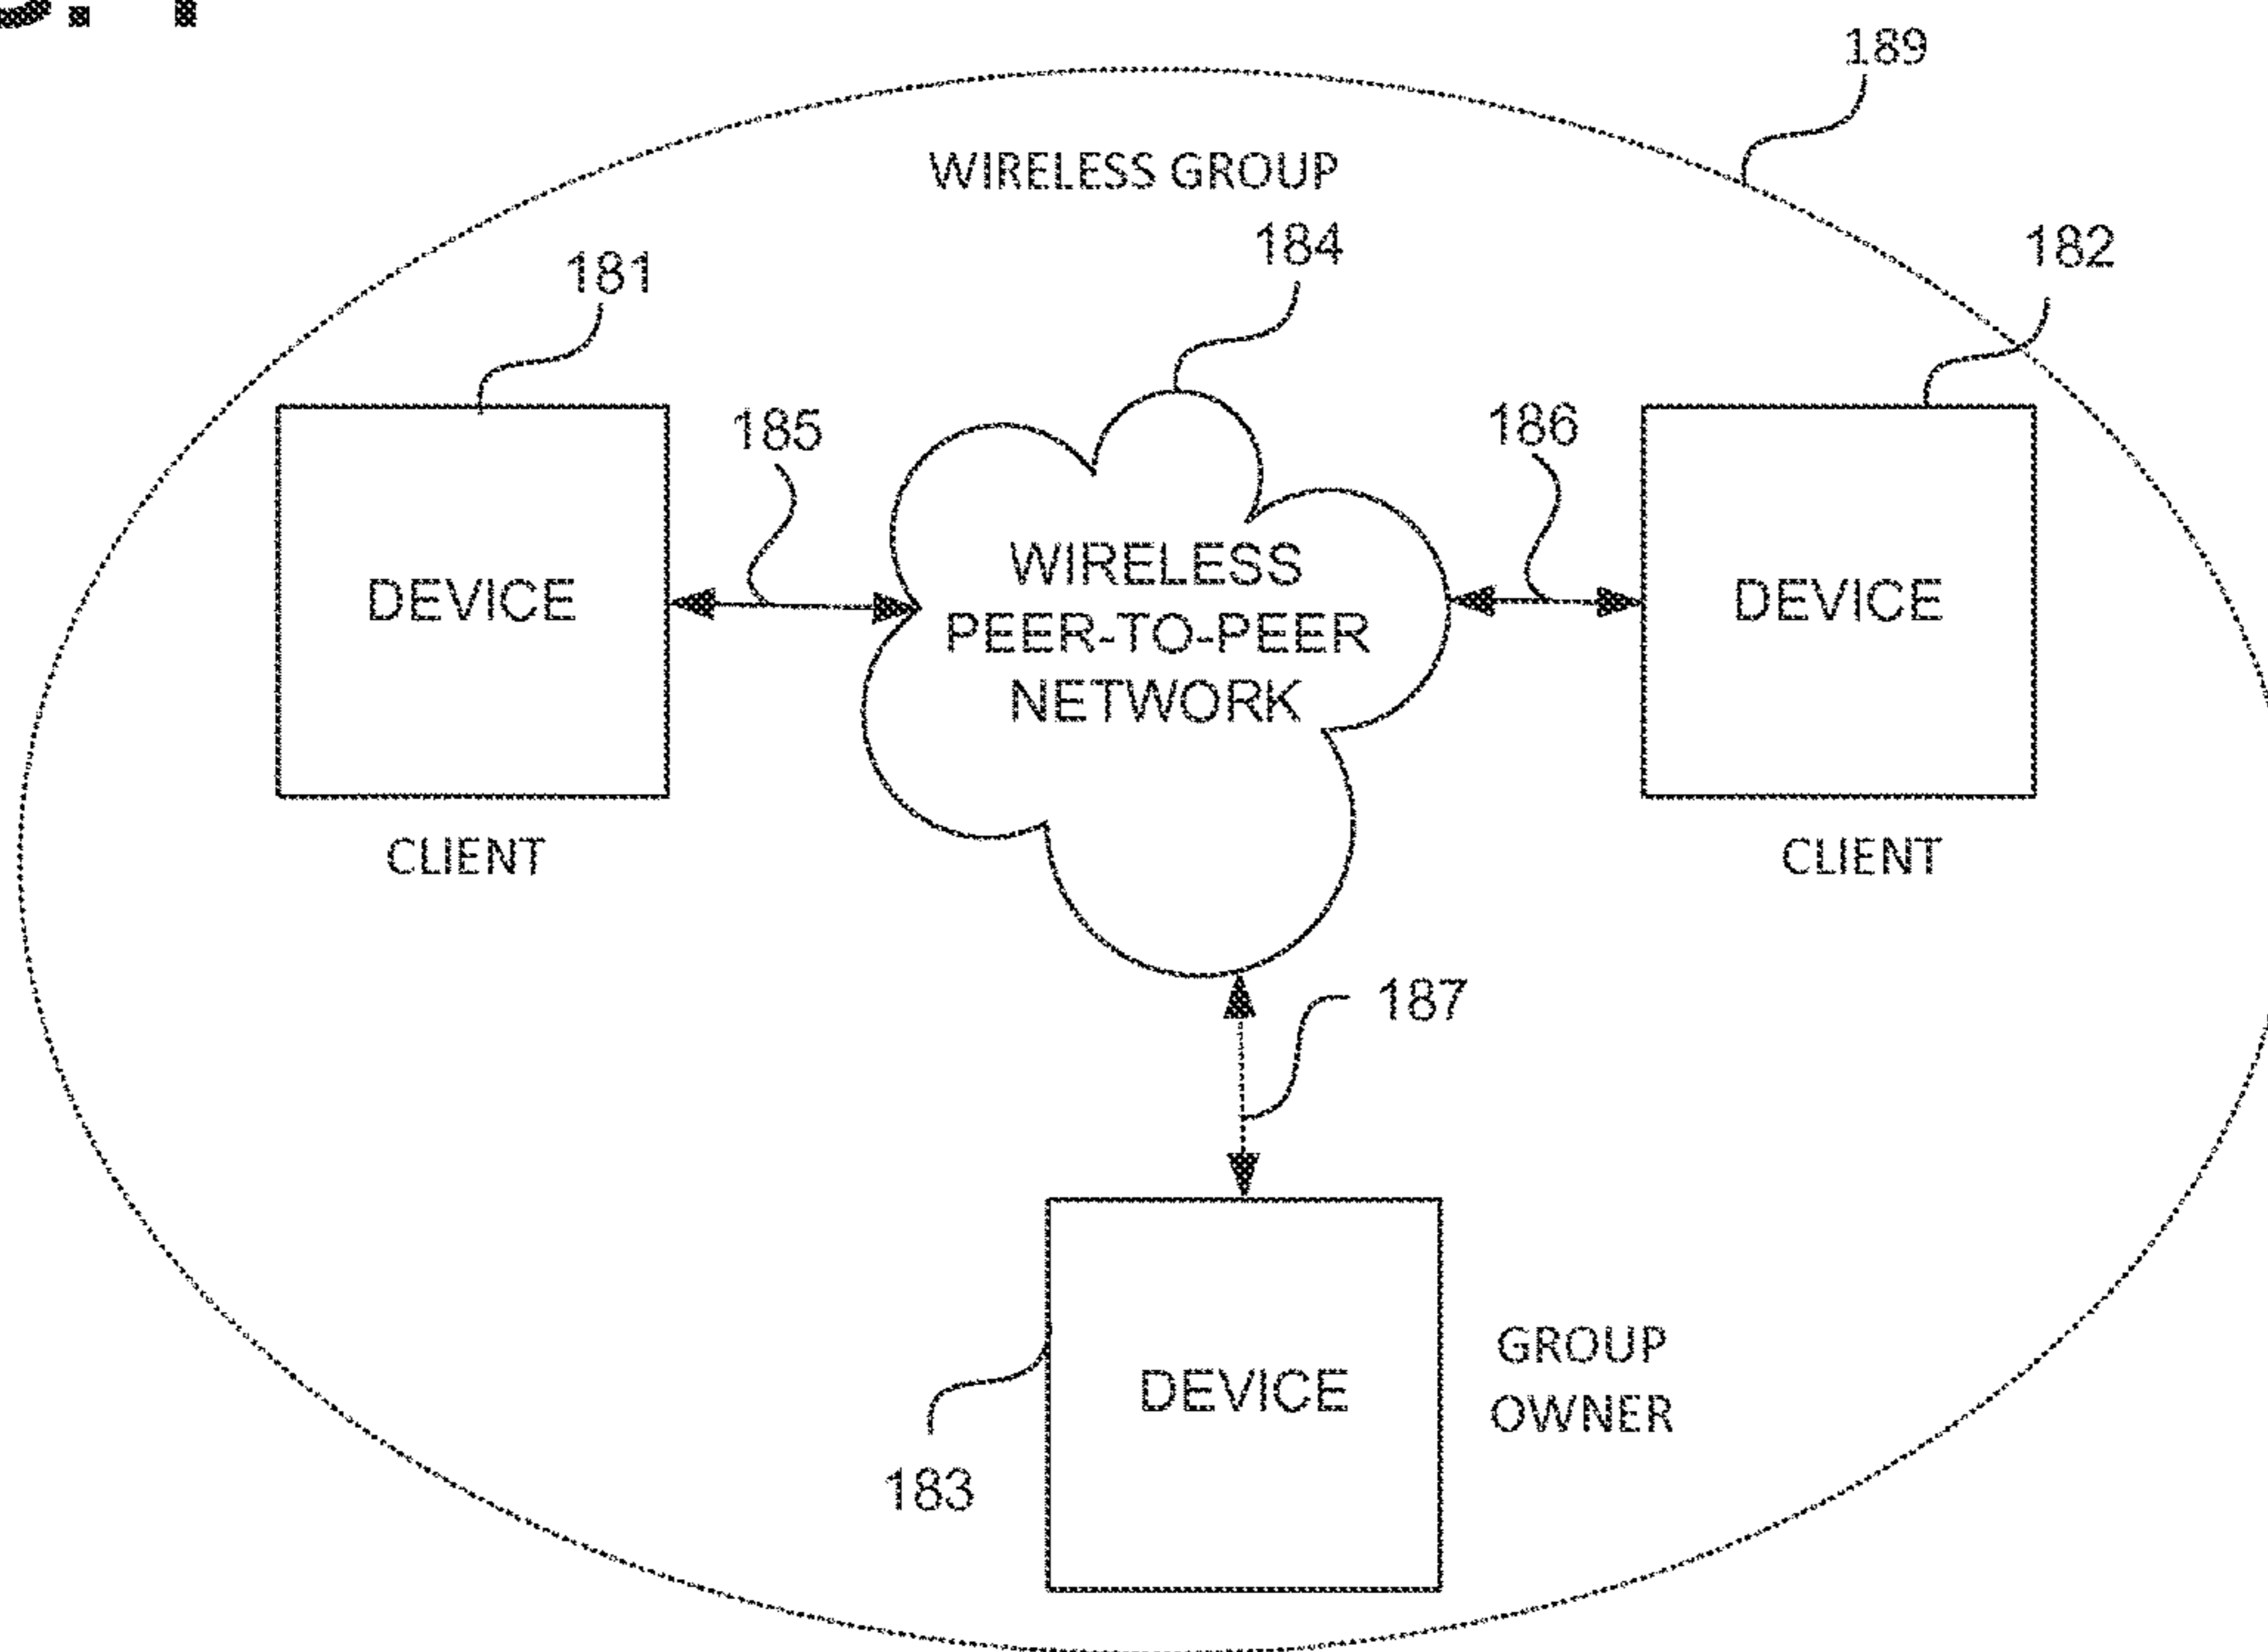 189
WIRELESS GROUP
184
182
181
185
186
WIRELESS
PEER-TO-PEER
NETWORK
DEVICE
DEVICE
CLIENT
CLIENT
187
GROUP
OWNER
DEVICE
183